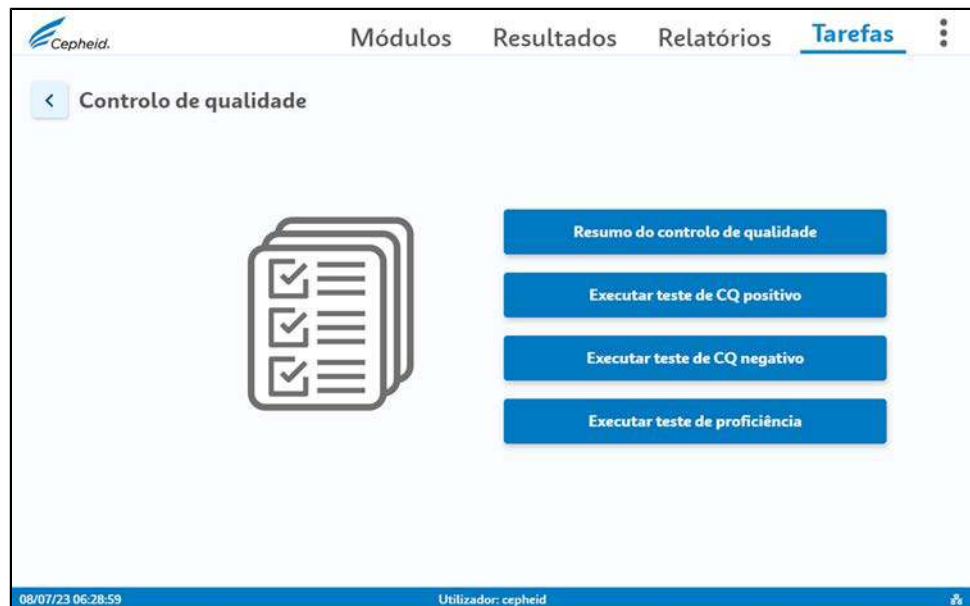 Cepheid.
Módulos Resultados Relatórios Tarefas
Controlo de qualidade
Resumo do controlo de qualidade
Executar teste de CQ positivo
Executar teste de CQ negativo
Executar teste de proficiência
08/07/23 06:28:59 Utilizador: cepheid